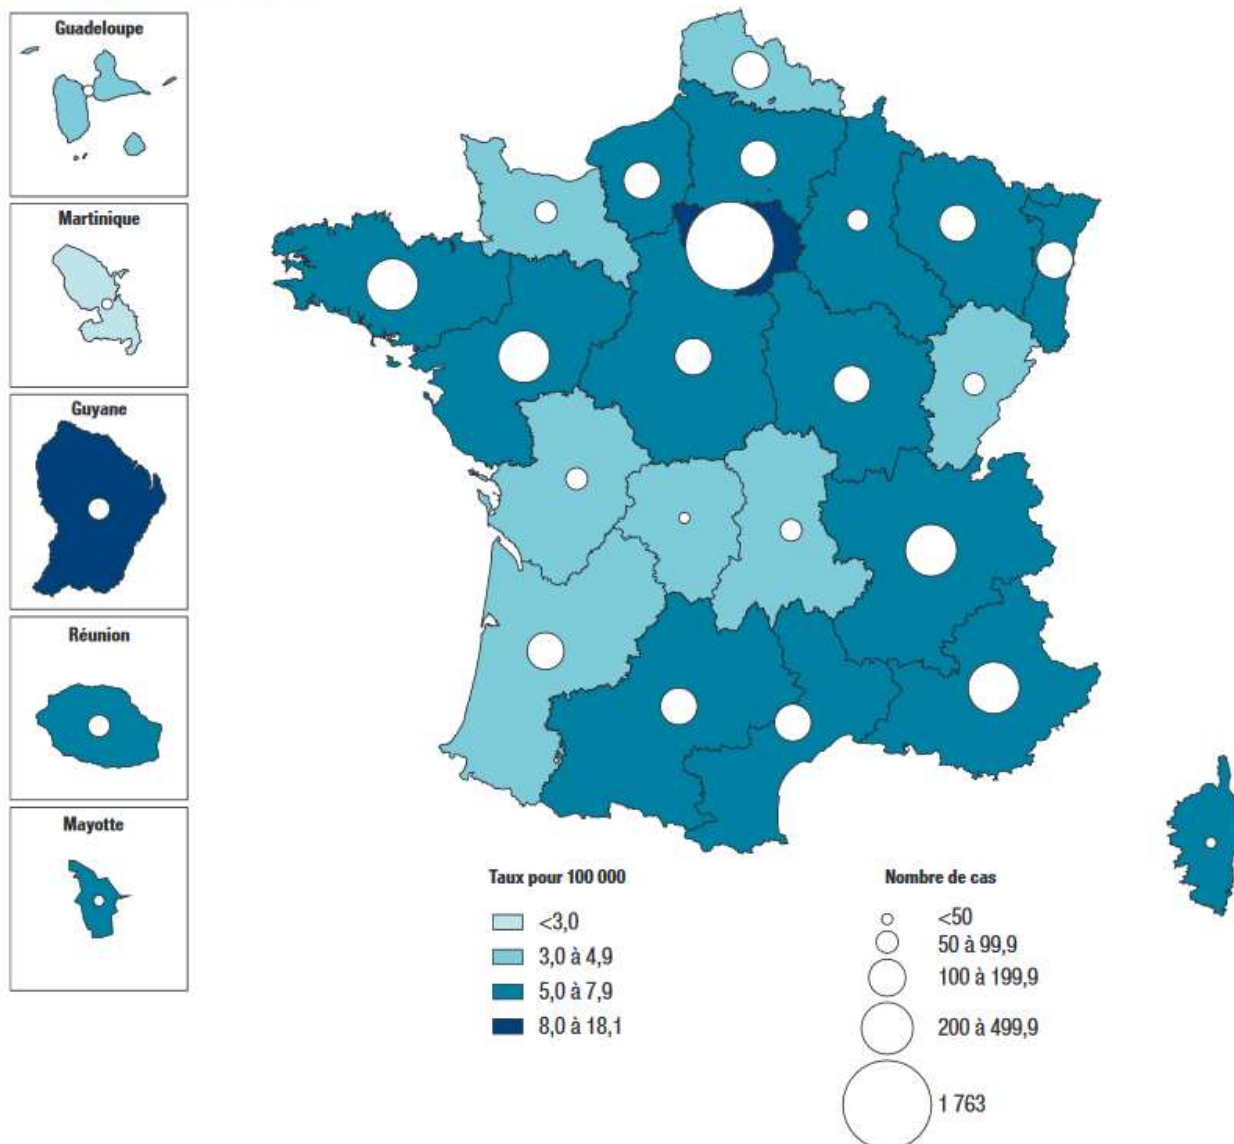 Guadeloupe
Martinique
Guyane
Réunion
Mayotte
Taux pour 100 000
<3,0
3,0 à 4,9
5,0 à 7,9
8,0 à 18,1
Nombre de cas
<50
50 à 99,9
100 à 199,9
200 à 499,9
1 763